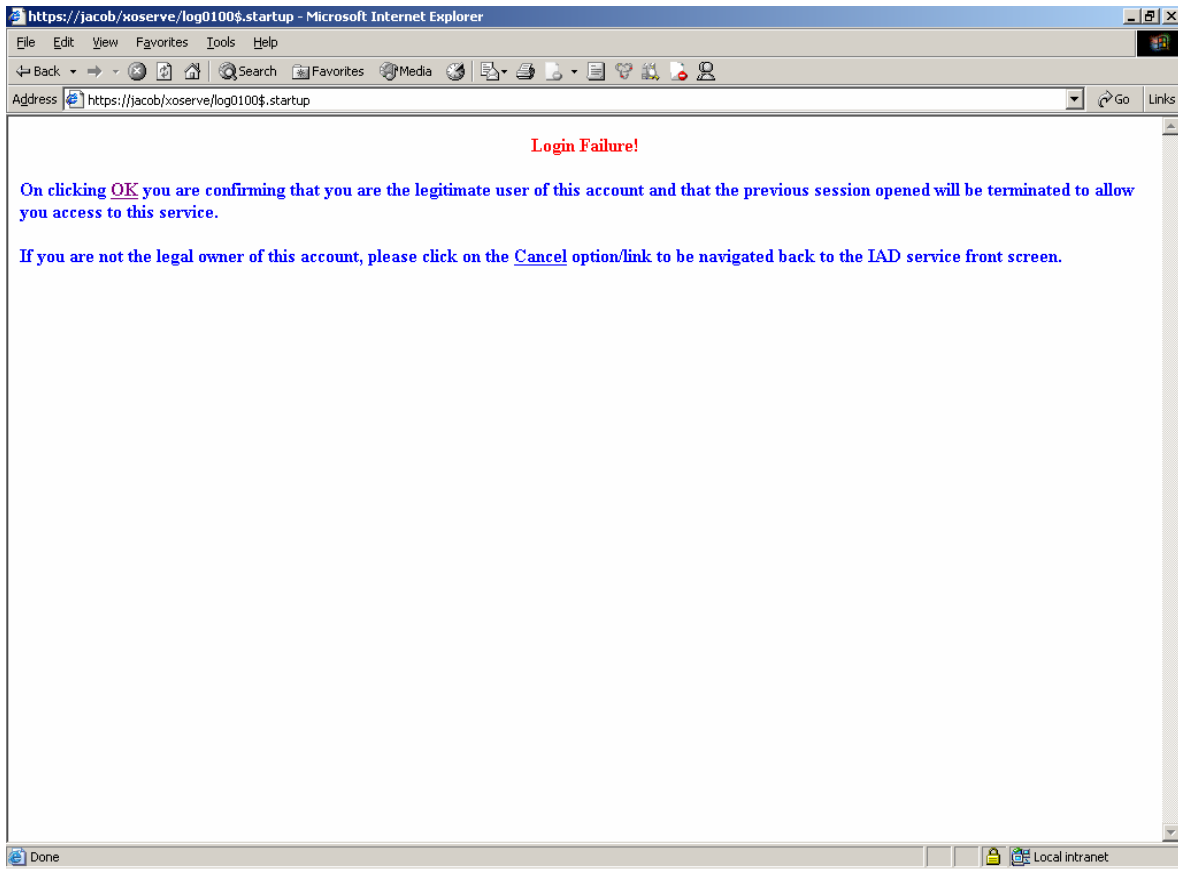 https://jacob/xoserve/log0100$.startup - Microsoft Internet Explorer
File Edit View Favorites Tools Help
Back Search Favorites Media
Address https://jacob/xoserve/log0100$.startup Go Links
Login Failure!
On clicking OK you are confirming that you are the legitimate user of this account and that the previous session opened will be terminated to allow
you access to this service.
If you are not the legal owner of this account, please click on the Cancel option/link to be navigated back to the IAD service front screen.
Done Local intranet